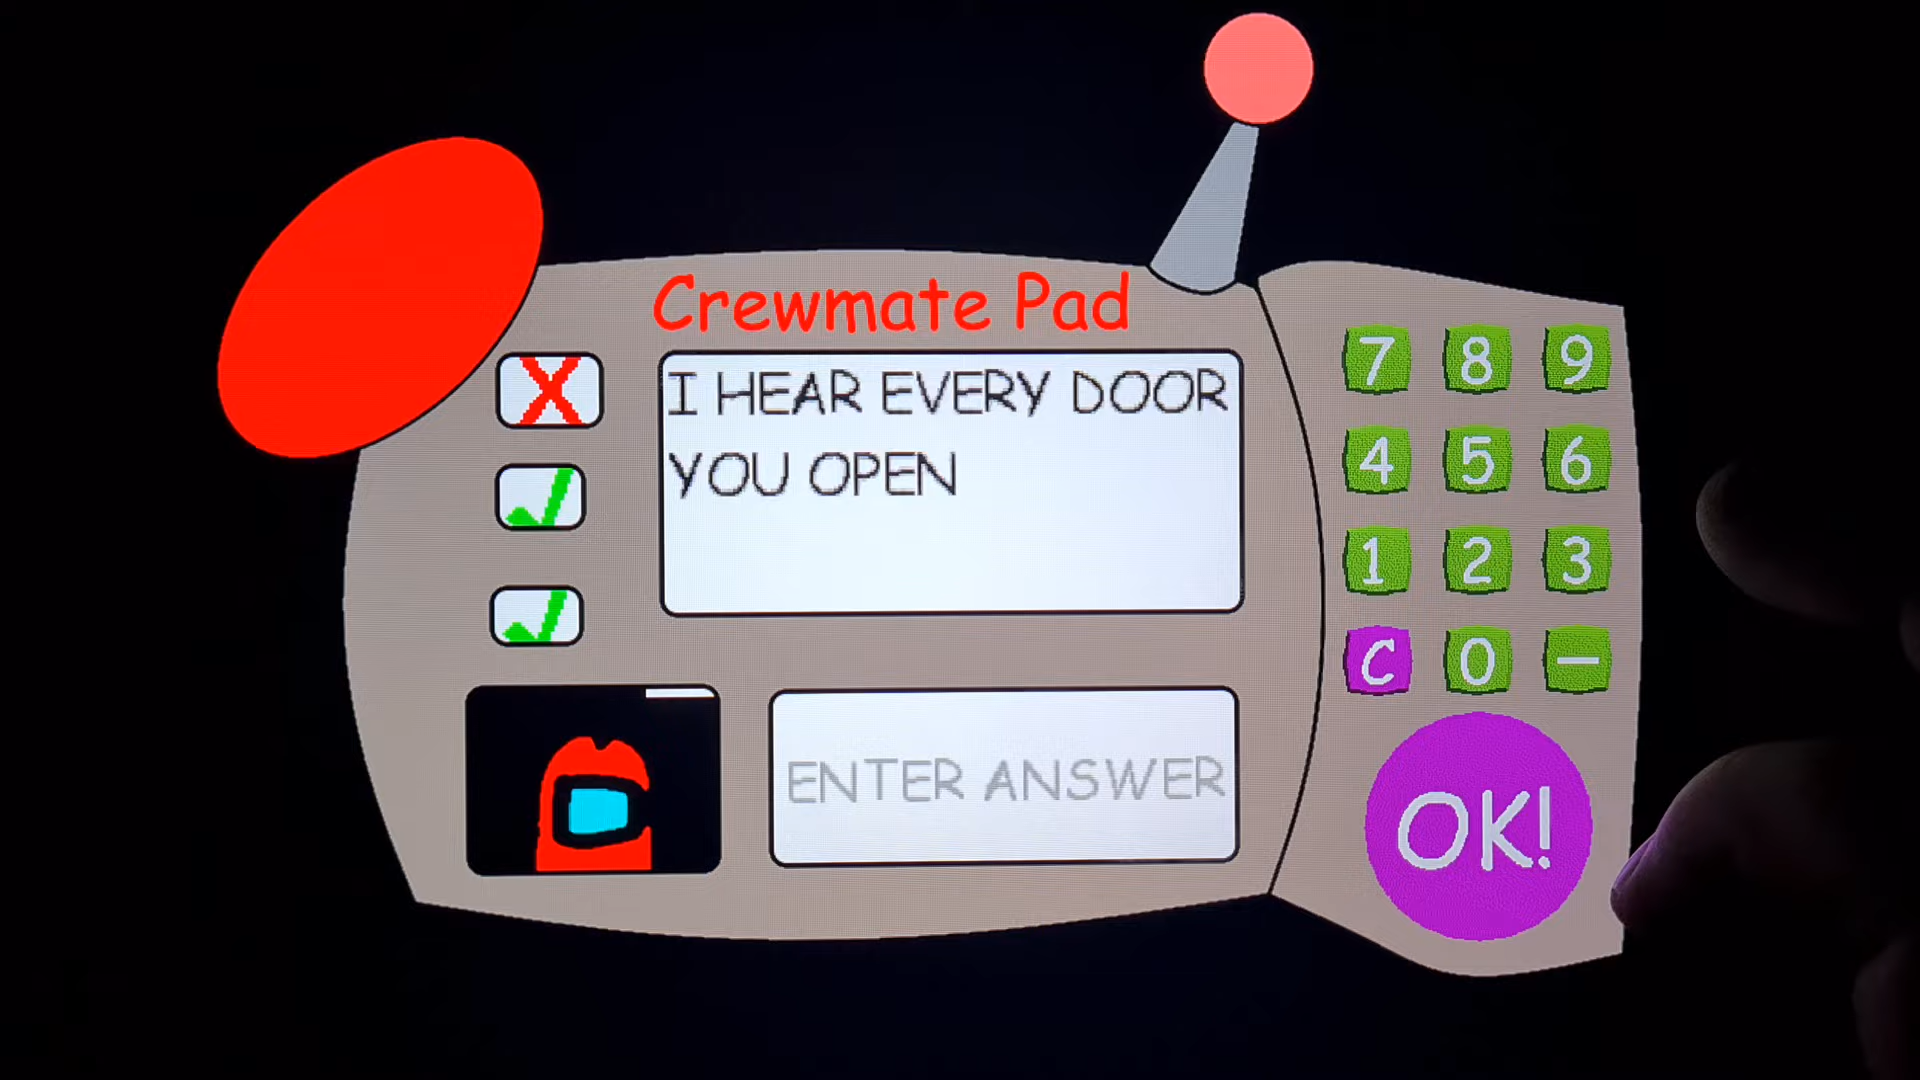 Crewmate Pad
X
I HEAR EVERY DOOR
YOU OPEN
7 8 9
4 5 6
1 2 3
C 0 —
ENTER ANSWER
OK!